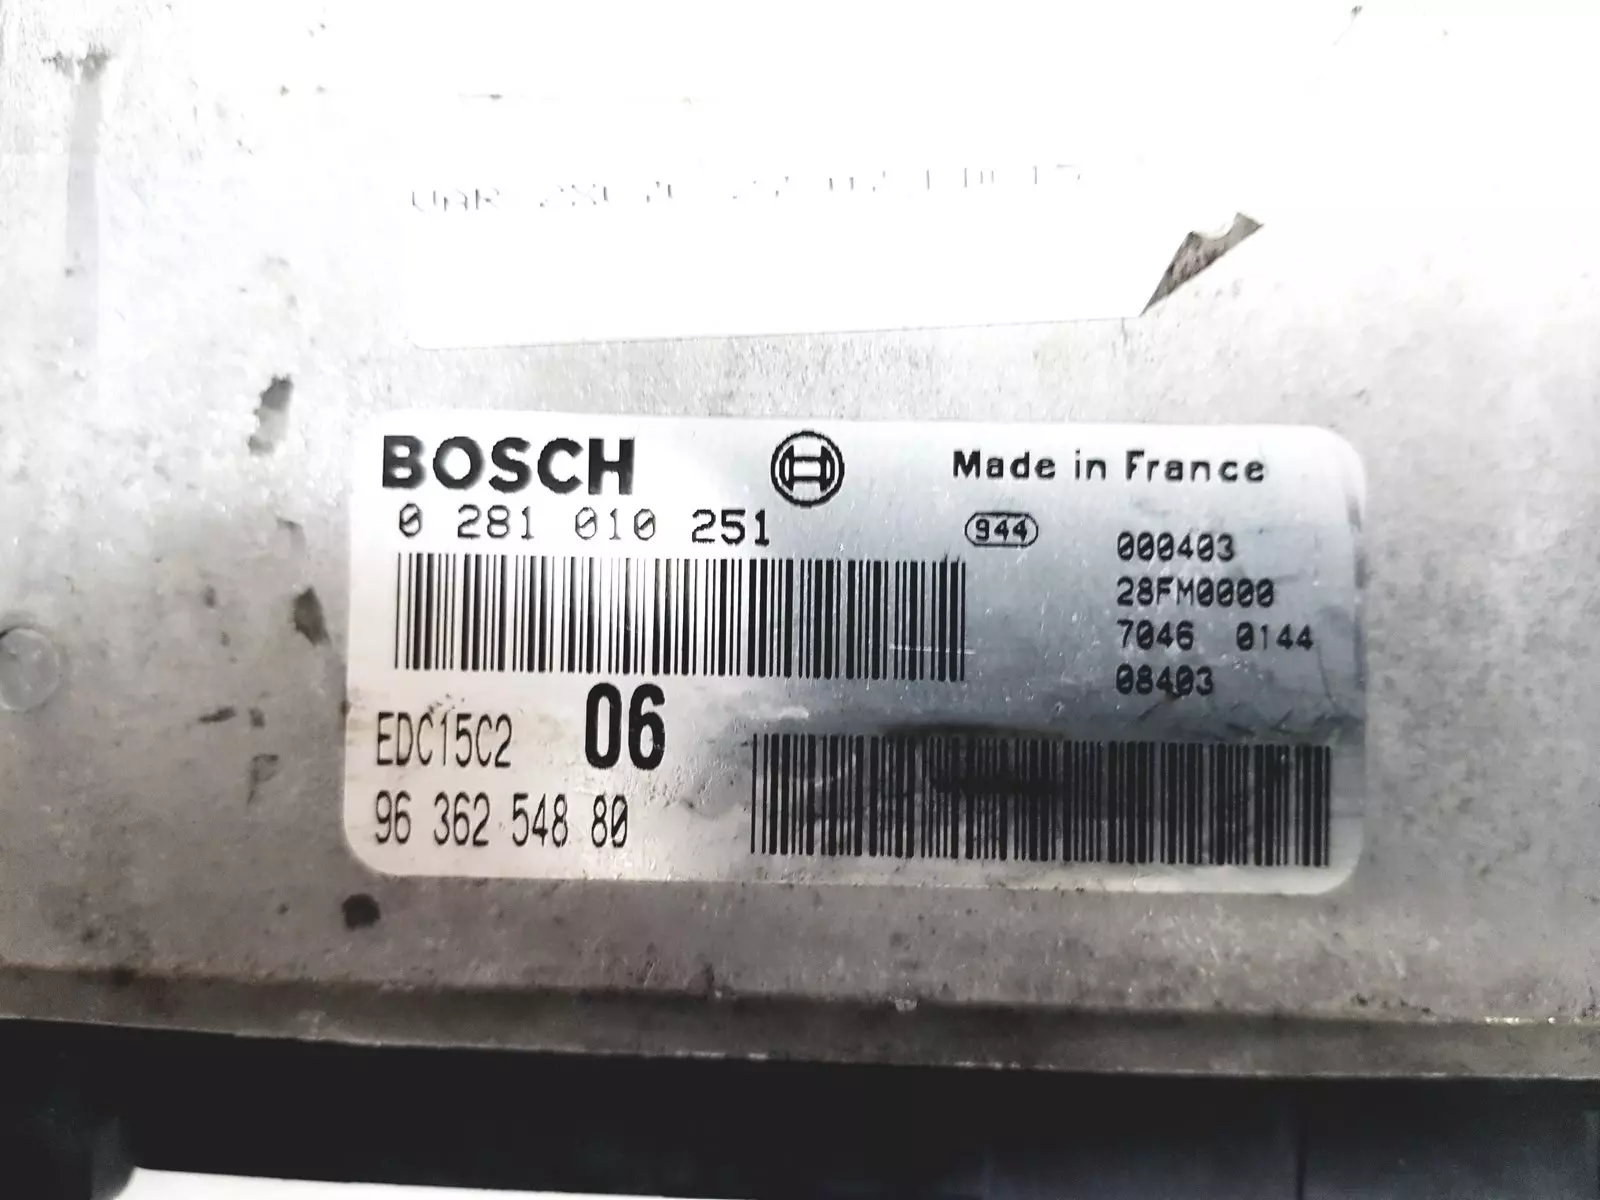 BOSCH
Made in France
0 281 010 251
944
000403
28FM0000
7046 0144
08403
EDC15C2 06
96 362 548 80